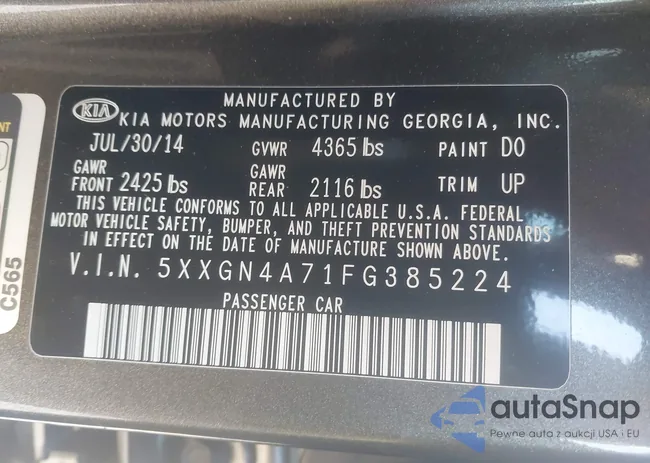 MANUFACTURED BY
KIA KIA MOTORS MANUFACTURING GEORGIA, INC.
JUL/30/14 GVWR 4365 lbs PAINT D0
GAWR FRONT 2425 lbs GAWR REAR 2116 lbs TRIM UP
THIS VEHICLE CONFORMS TO ALL APPLICABLE U.S.A. FEDERAL
MOTOR VEHICLE SAFETY, BUMPER, AND THEFT PREVENTION STANDARDS
IN EFFECT ON THE DATE OF MANUFACTURE SHOWN ABOVE.
V.I.N. 5XXGN4A71FG385224
PASSENGER CAR
C565
autaSnap
Pewne auta z aukcji USA i EU